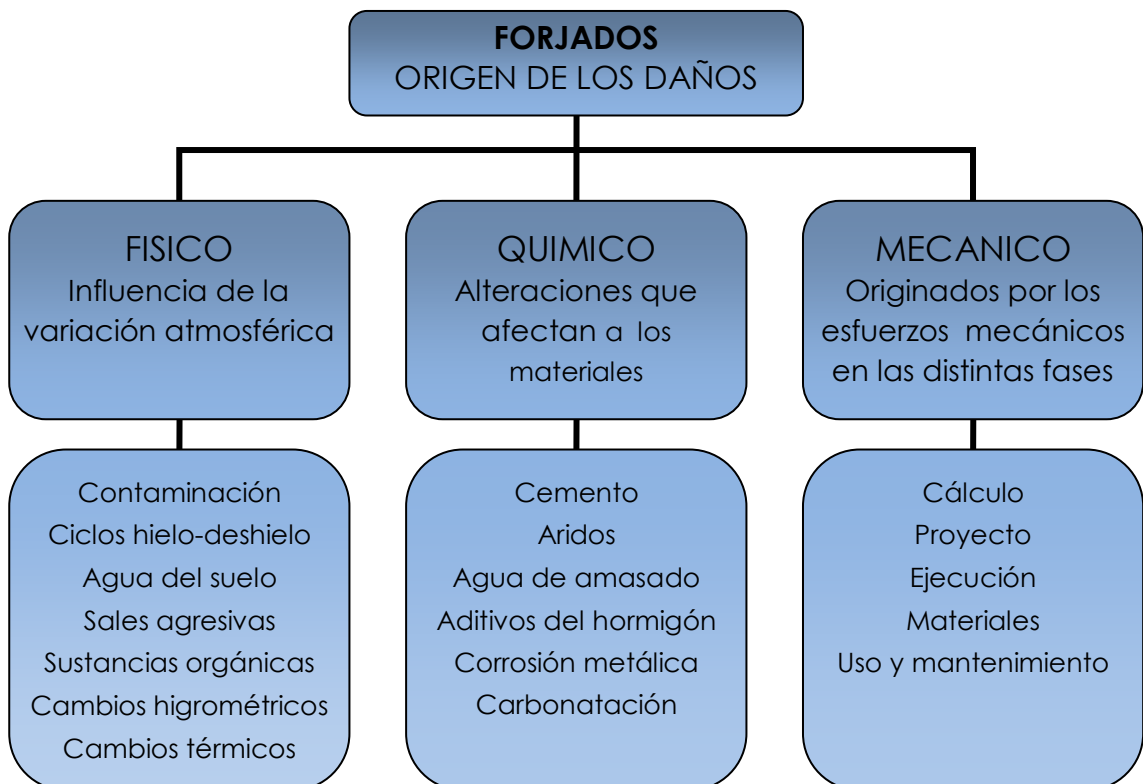 FORJADOS
ORIGEN DE LOS DAÑOS
FISICO
Influencia de la
variación atmosférica
QUIMICO
Alteraciones que
afectan a los
materiales
MECANICO
Originados por los
esfuerzos mecánicos
en las distintas fases
Contaminación
Ciclos hielo-deshielo
Agua del suelo
Sales agresivas
Sustancias orgánicas
Cambios higrométricos
Cambios térmicos
Cemento
Aridos
Agua de amasado
Aditivos del hormigón
Corrosión metálica
Carbonatación
Cálculo
Proyecto
Ejecución
Materiales
Uso y mantenimiento